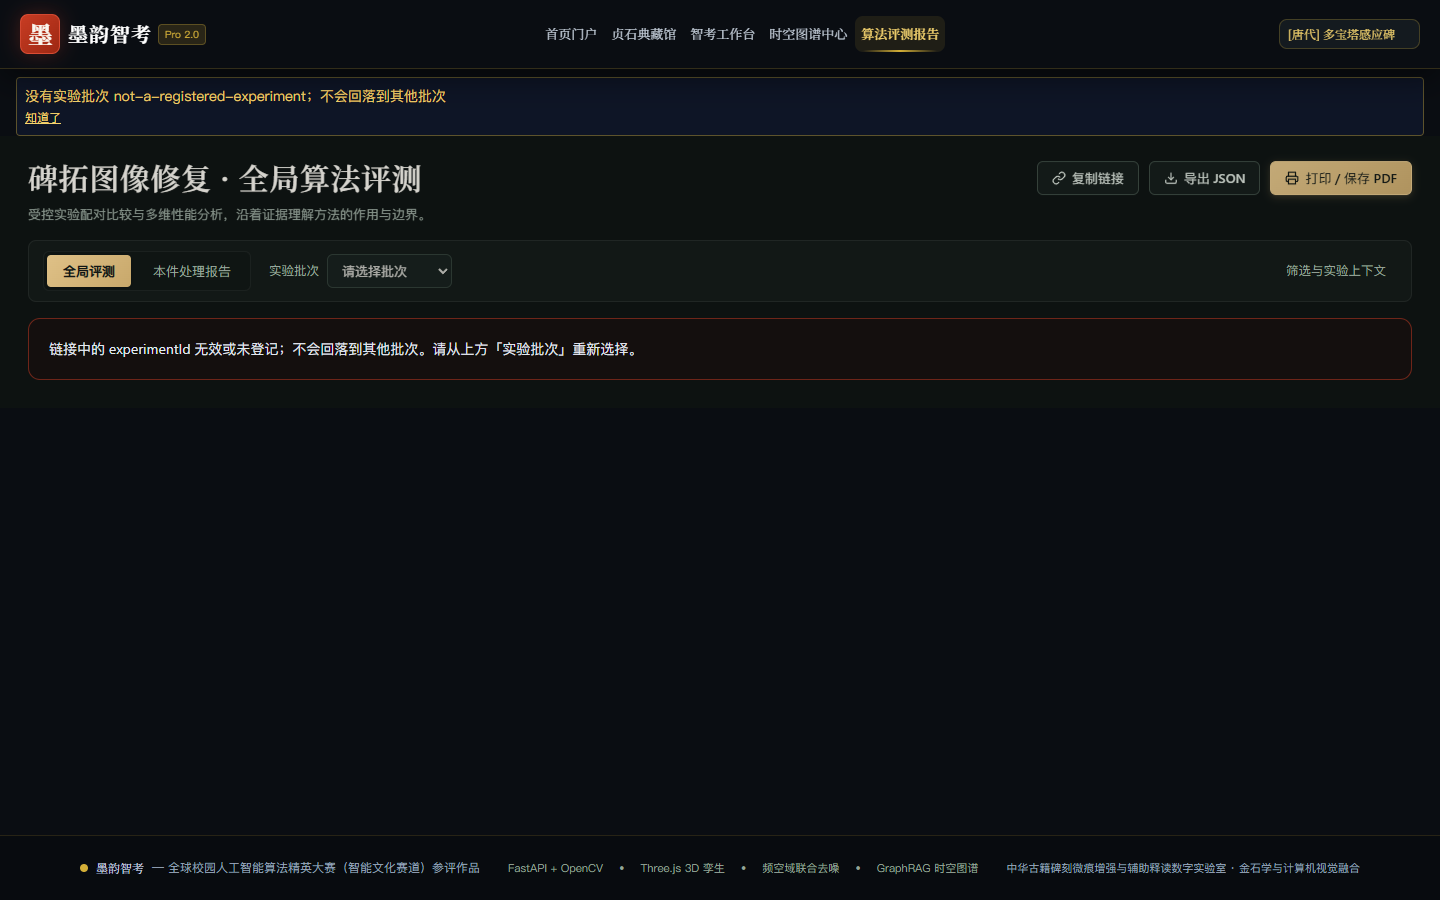 墨 墨韵智考 Pro 2.0 首页门户 贞石典藏馆 智考工作台 时空图谱中心 算法评测报告 [唐代] 多宝塔感应碑
没有实验批次 not-a-registered-experiment；不会回落到其他批次
知道了
碑拓图像修复 · 全局算法评测 复制链接 导出 JSON 打印 / 保存 PDF
受控实验配对比较与多维性能分析，沿着证据理解方法的作用与边界。
全局评测 本件处理报告 实验批次 请选择批次 筛选与实验上下文
链接中的 experimentId 无效或未登记；不会回落到其他批次。请从上方「实验批次」重新选择。
墨韵智考 — 全球校园人工智能算法精英大赛（智能文化赛道）参评作品 FastAPI + OpenCV • Three.js 3D 孪生 • 频空域联合去噪 • GraphRAG 时空图谱 中华古籍碑刻微痕增强与辅助释读数字实验室 · 金石学与计算机视觉融合